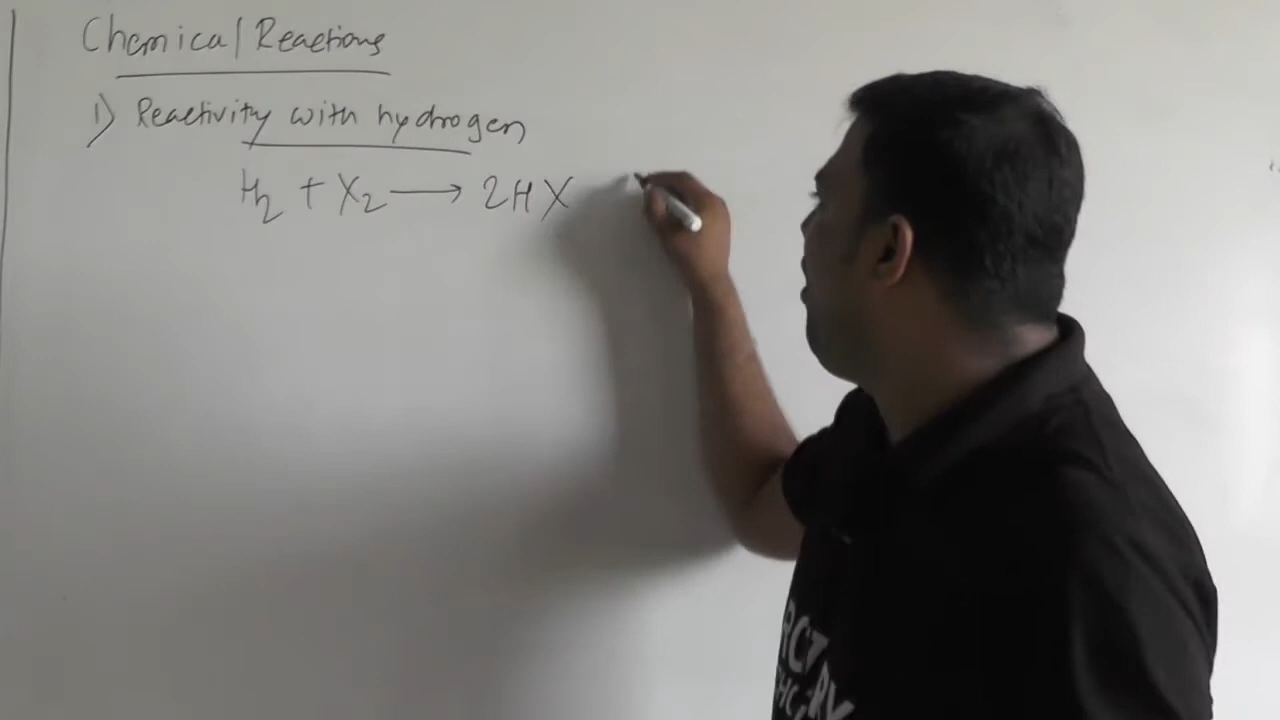 Chemical Reactions
1) Reactivity with hydrogen
H2 + X2 ⟶ 2HX